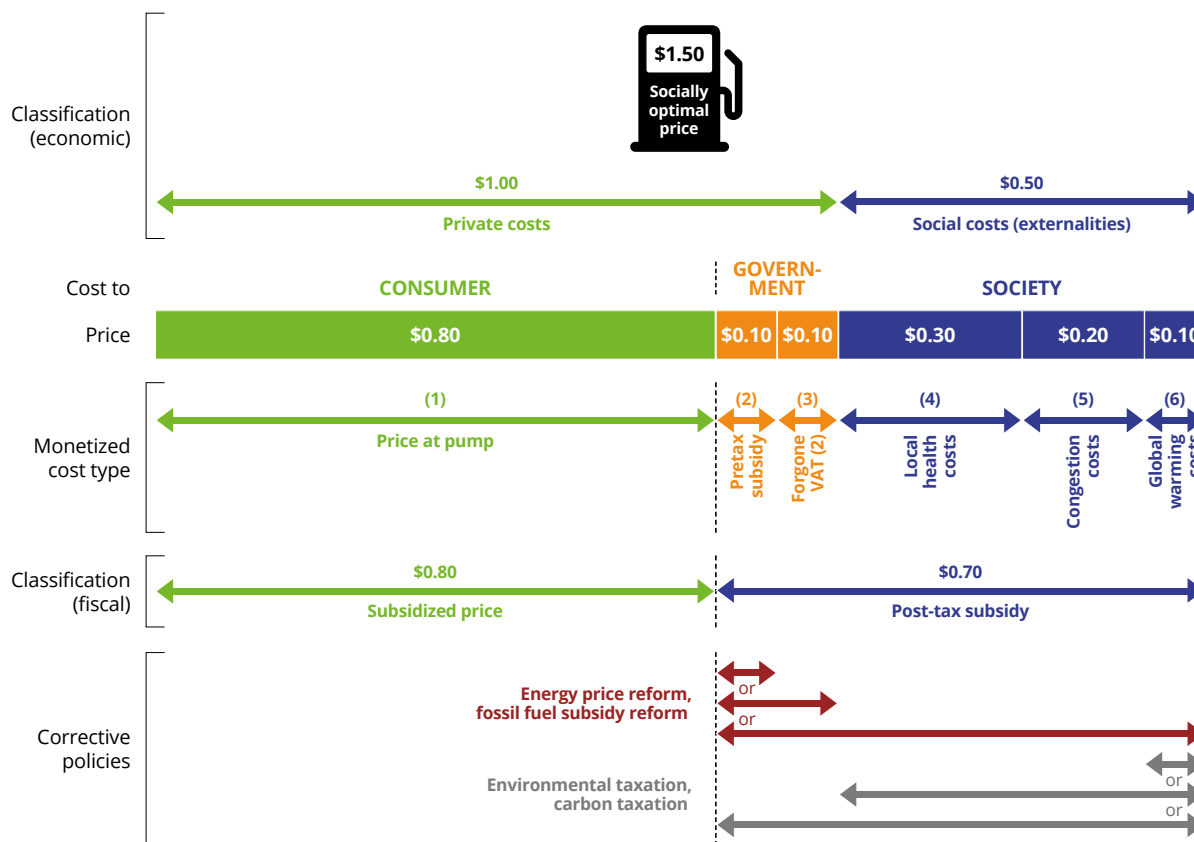 $1.50
Socially
optimal
price
Classification
(economic)
$1.00
$0.50
Private costs
Social costs (externalities)
Cost to
CONSUMER
GOVERN-
MENT
SOCIETY
Price
$0.80
$0.10
$0.10
$0.30
$0.20
$0.10
Monetized
cost type
(1)
(2)
(3)
(4)
(5)
(6)
Price at pump
Pretax
subsidy
Forgone
VAT (2)
Local
health
costs
Congestion
costs
Global
warming
costs
Classification
(fiscal)
$0.80
$0.70
Subsidized price
Post-tax subsidy
Corrective
policies
Energy price reform,
fossil fuel subsidy reform
or
or
Environmental taxation,
carbon taxation
or
or